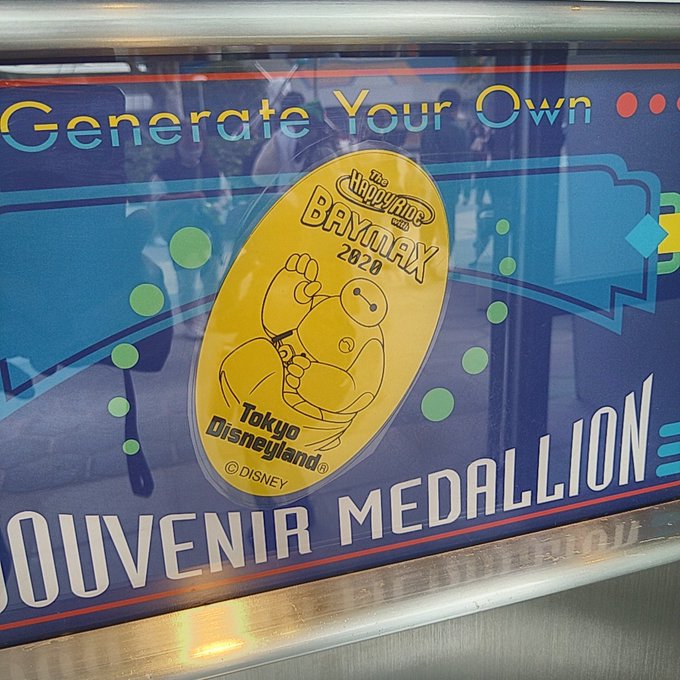 Generate Your Own
The
HAPPY RIDE
with
BAYMAX
2020
Tokyo
Disneyland®
© DISNEY
SOUVENIR MEDALLION